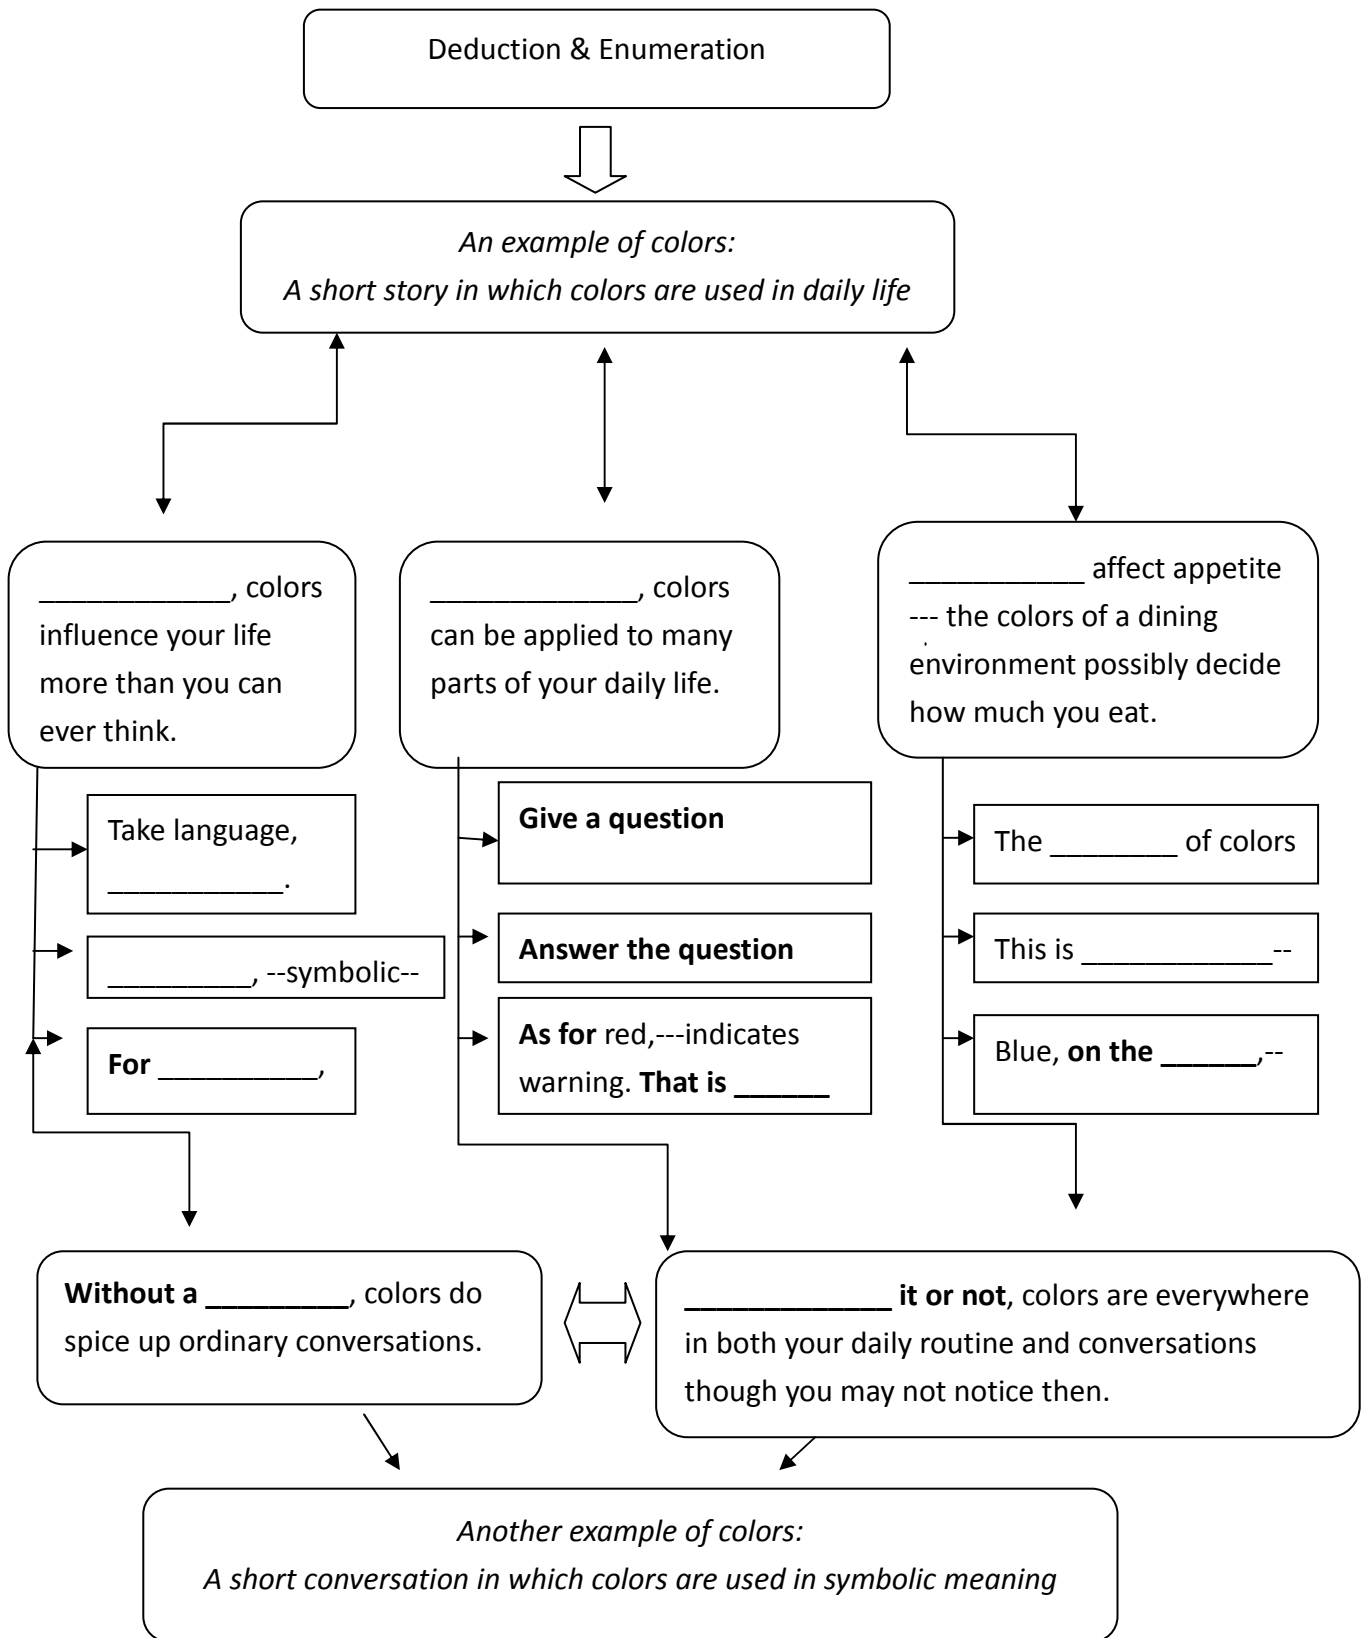 Deduction & Enumeration
An example of colors:
A short story in which colors are used in daily life
____________, colors
influence your life
more than you can
ever think.
Take language,
___________.
_________, --symbolic--
For __________,
_____________, colors
can be applied to many
parts of your daily life.
Give a question
Answer the question
As for red,---indicates
warning. That is ______
___________ affect appetite
--- the colors of a dining
environment possibly decide
how much you eat.
The ________ of colors
This is ____________--
Blue, on the ______,--
Without a _________, colors do
spice up ordinary conversations.
_____________ it or not, colors are everywhere
in both your daily routine and conversations
though you may not notice then.
Another example of colors:
A short conversation in which colors are used in symbolic meaning